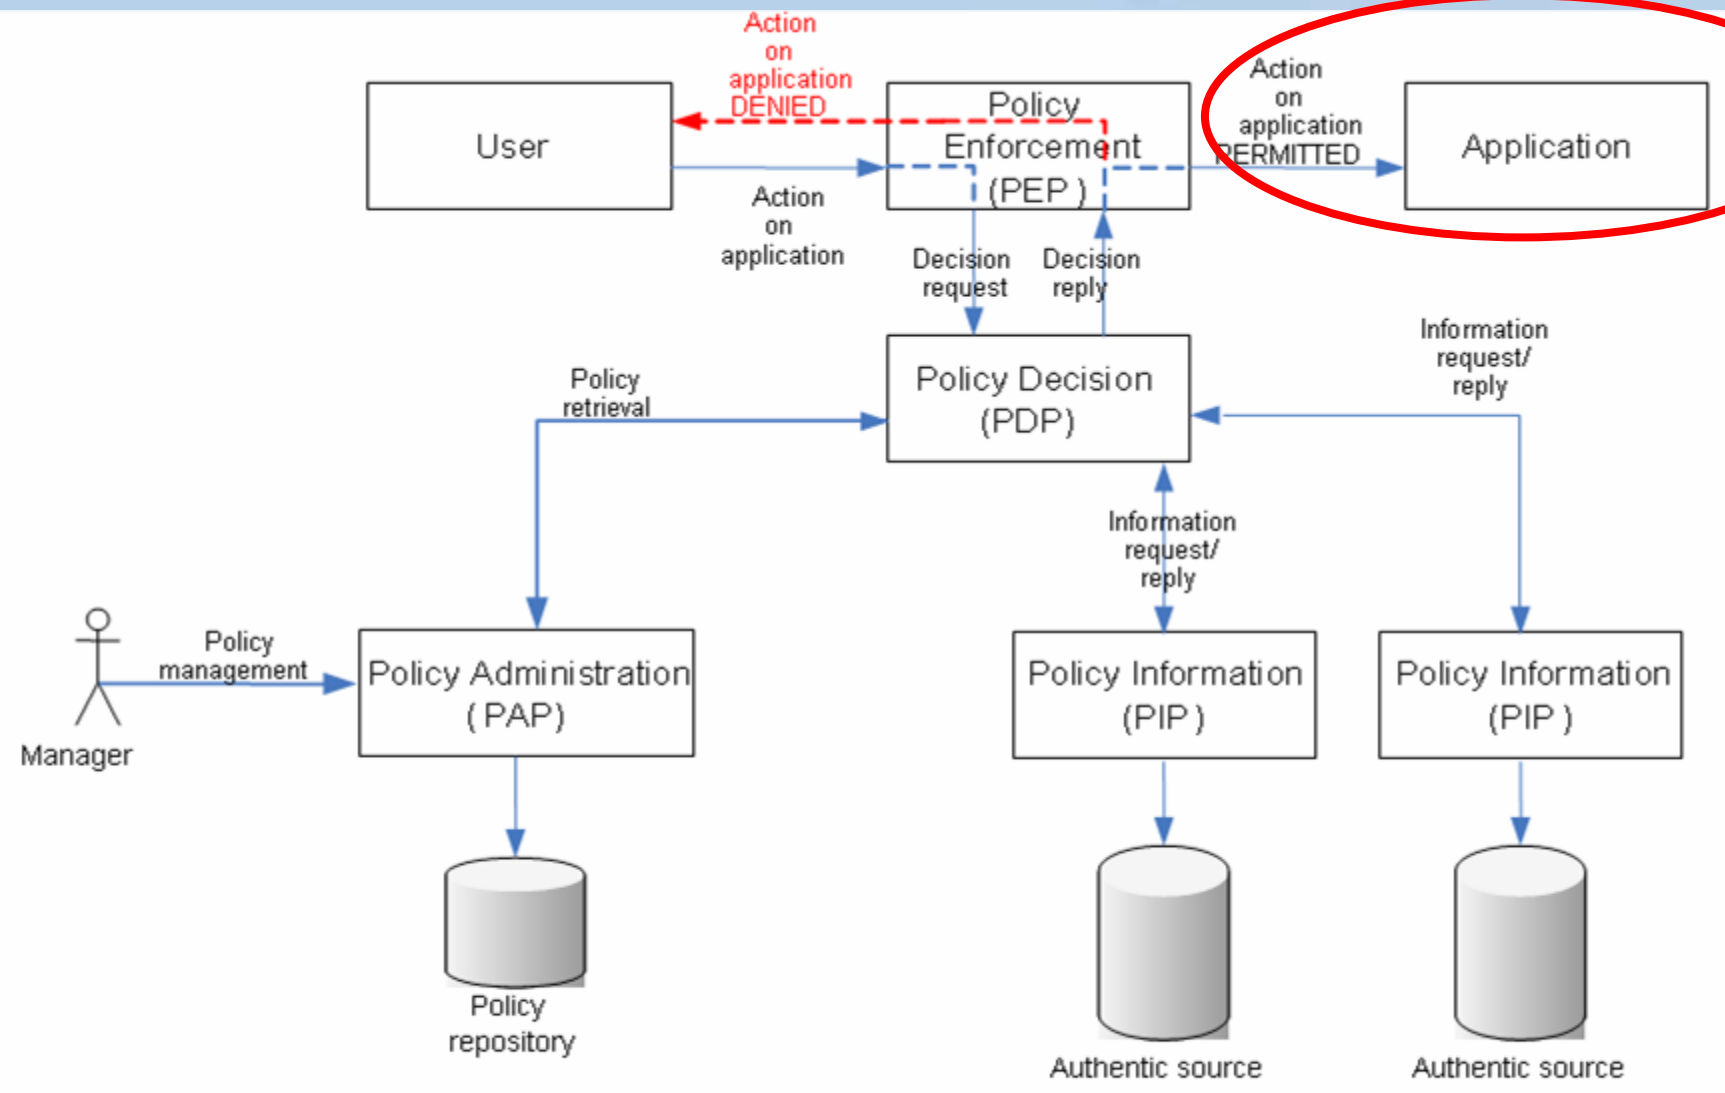 Action
on
application
DENIED
User
Action
on
application
Policy
Enforcement
(PEP )
Action
on
application
PERMITTED
Application
Decision
request
Decision
reply
Policy Decision
(PDP)
Policy
retrieval
Information
request/
reply
Information
request/
reply
Manager
Policy
management
Policy Administration
( PAP)
Policy Information
(PIP )
Policy Information
(PIP )
Policy
repository
Authentic source
Authentic source